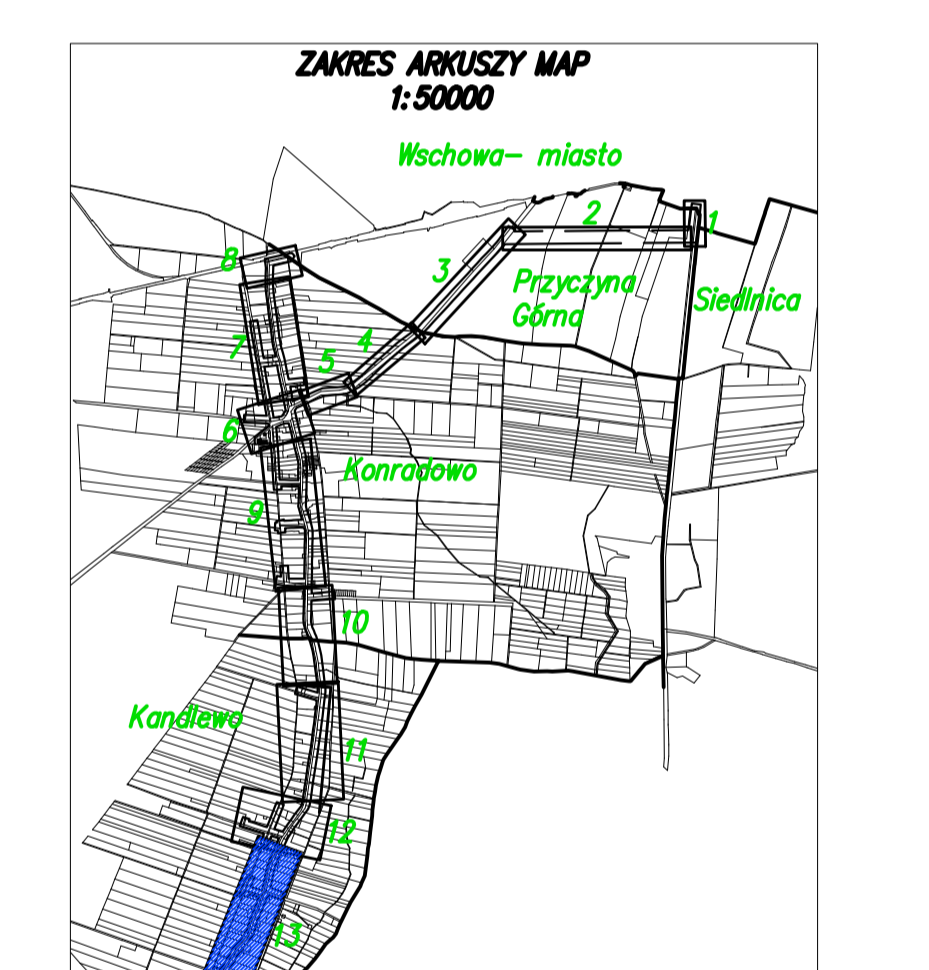 ZAKRES ARKUSZY MAP
1:50000
Wschowa- miasto
2
1
8
3
Przyczyna
Górna
Siedlnica
7
4
5
6
Konradowo
9
10
Kandlewo
11
12
13